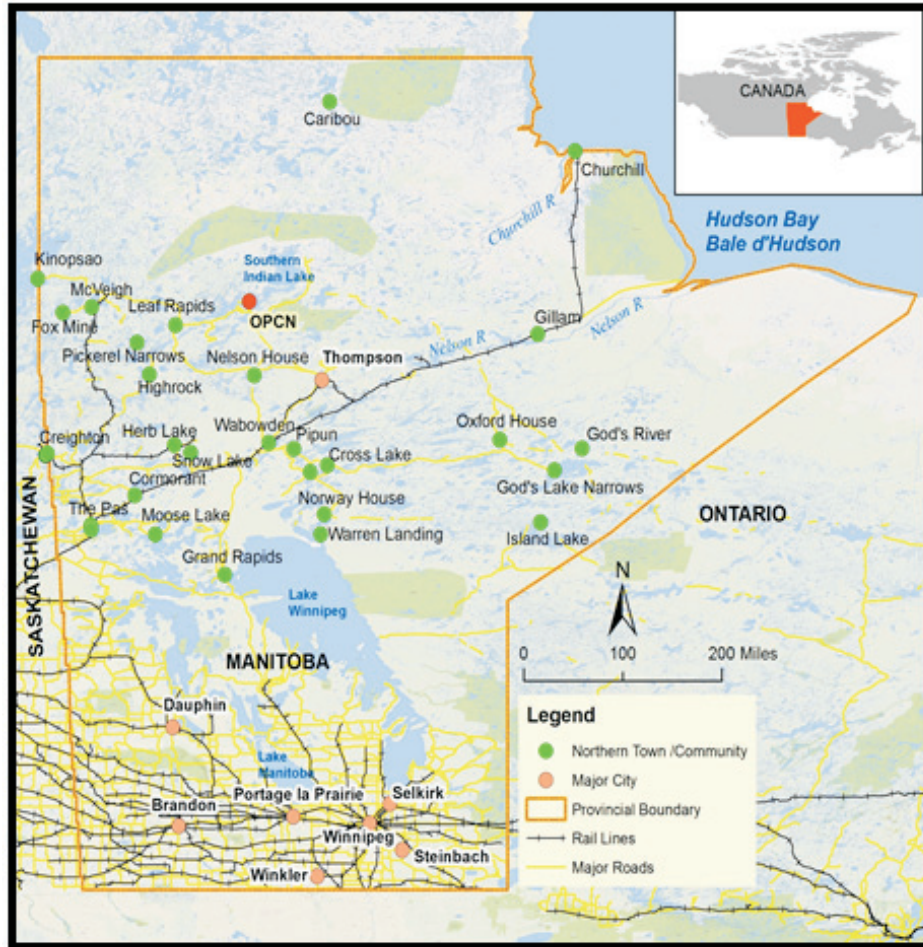 CANADA
Caribou
Churchill
Churchill R
Hudson Bay
Bale d'Hudson
Kinopsao
McVeigh
Southern
Indian Lake
Leaf Rapids
OPCN
Fox Mine
Gillam
Nelson R
Nelson R
Pickerel Narrows
Nelson House
Thompson
Highrock
Herb Lake
Wabowden
Pipun
Oxford House
God's River
Creighton
Snow Lake
Cross Lake
Cormorant
God's Lake Narrows
Norway House
The Pas
Moose Lake
Warren Landing
Island Lake
ONTARIO
Grand Rapids
SASKATCHEWAN
Lake
Winnipeg
N
MANITOBA
0 100 200 Miles
Dauphin
Lake
Manitoba
Portage la Prairie
Selkirk
Brandon
Winnipeg
Steinbach
Winkler
Legend
Northern Town /Community
Major City
Provincial Boundary
Rail Lines
Major Roads